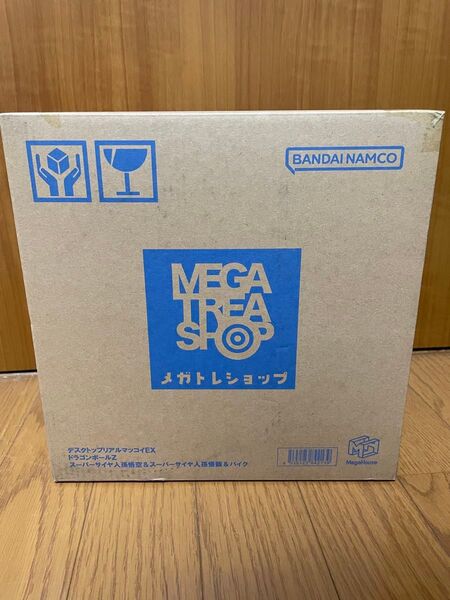 BANDAI NAMCO
MEGA
TREA
SHOP
メガトレショップ
デスクトップリアルマッコイEX
ドラゴンボールZ
スーパーサイヤ人孫悟空＆スーパーサイヤ人孫悟飯＆バイク
MegaHouse